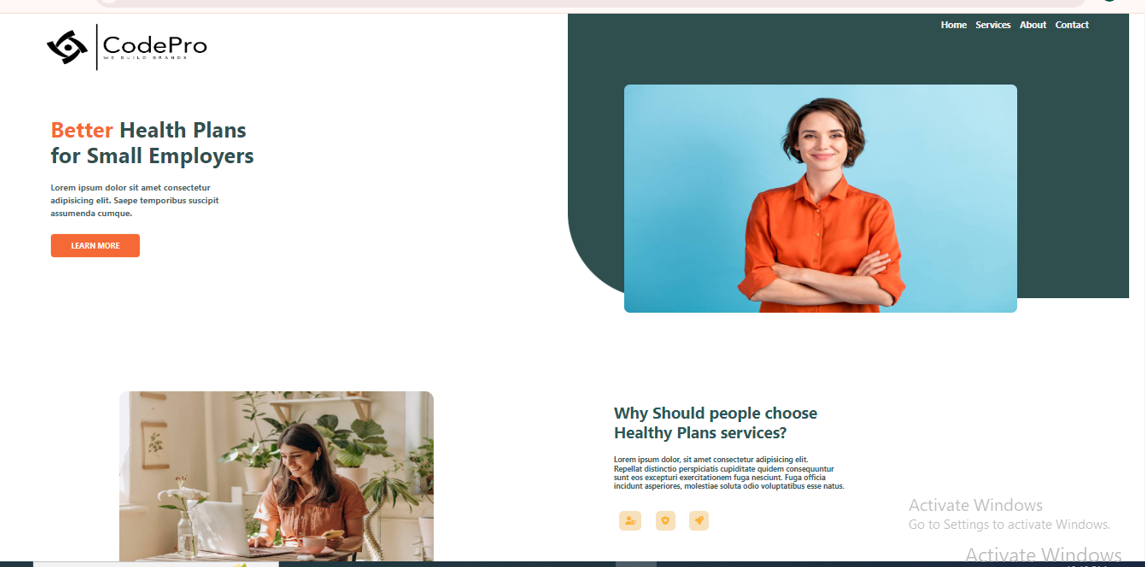 CodePro
WE BUILD BRANDS
Home Services About Contact
Better Health Plans
for Small Employers
Lorem ipsum dolor sit amet consectetur
adipisicing elit. Saepe temporibus suscipit
assumenda cumque.
LEARN MORE
Why Should people choose
Healthy Plans services?
Lorem ipsum dolor, sit amet consectetur adipisicing elit.
Repellat distinctio perspiciatis cupiditate quidem consequuntur
sunt eos excepturi exercitationem fuga nesciunt. Fuga officia
incidunt asperiores, molestiae soluta odio voluptatibus esse natus.
Activate Windows
Go to Settings to activate Windows.
Activate Windows